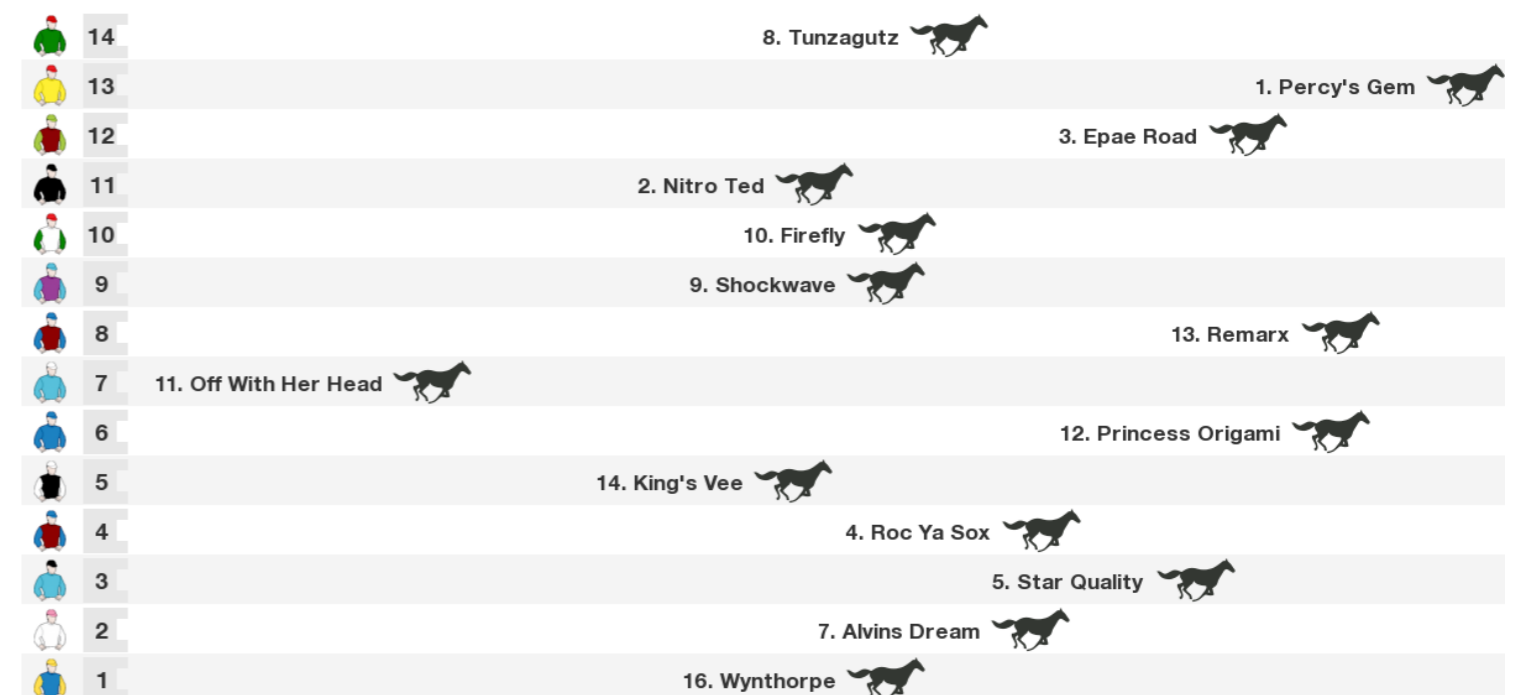 14 8. Tunzagutz
13 1. Percy's Gem
12 3. Epae Road
11 2. Nitro Ted
10 10. Firefly
9 9. Shockwave
8 13. Remarx
7 11. Off With Her Head
6 12. Princess Origami
5 14. King's Vee
4 4. Roc Ya Sox
3 5. Star Quality
2 7. Alvins Dream
1 16. Wynthorpe